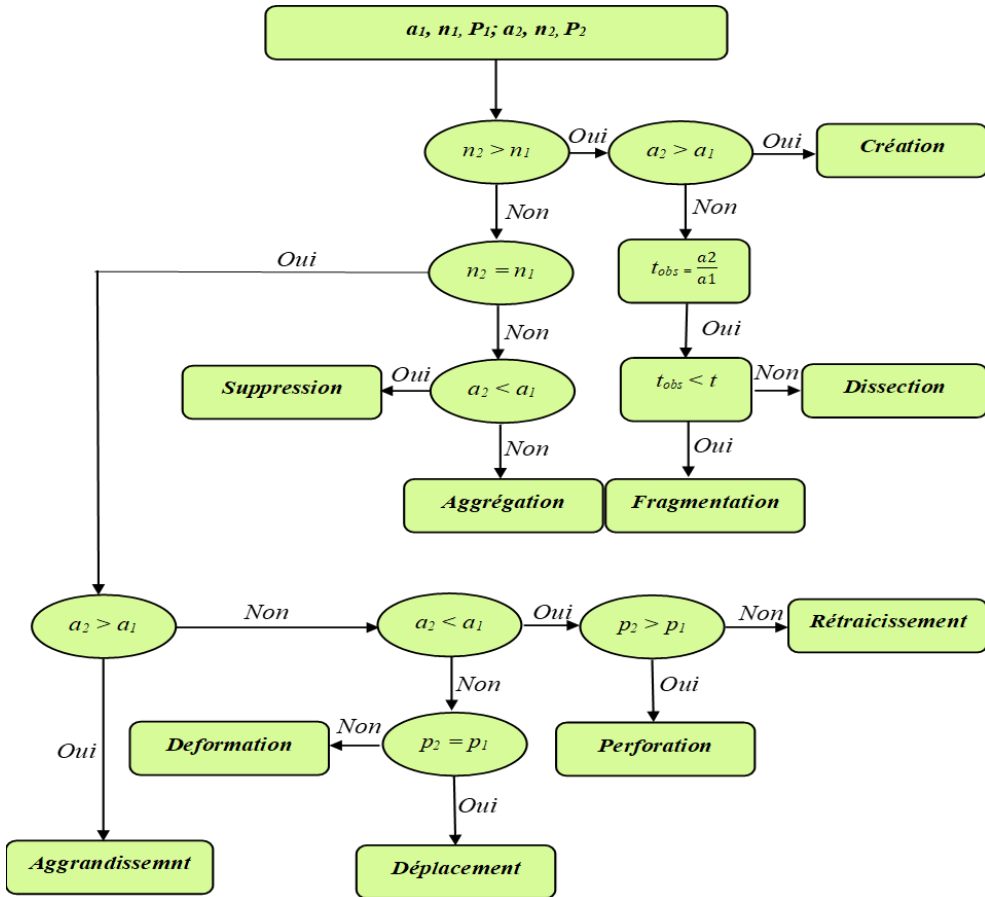 a1, n1, P1; a2, n2, P2
n2 > n1
Oui
a2 > a1
Oui
Création
Non
Non
Oui
n2 = n1
tobs = a2/a1
Non
Oui
Suppression
Oui
a2 < a1
tobs < t
Non
Dissection
Non
Oui
Aggrégation
Fragmentation
a2 > a1
Non
a2 < a1
Oui
p2 > p1
Non
Rétraicissement
Non
Oui
Oui
Deformation
Non
p2 = p1
Perforation
Oui
Aggrandissemnt
Déplacement